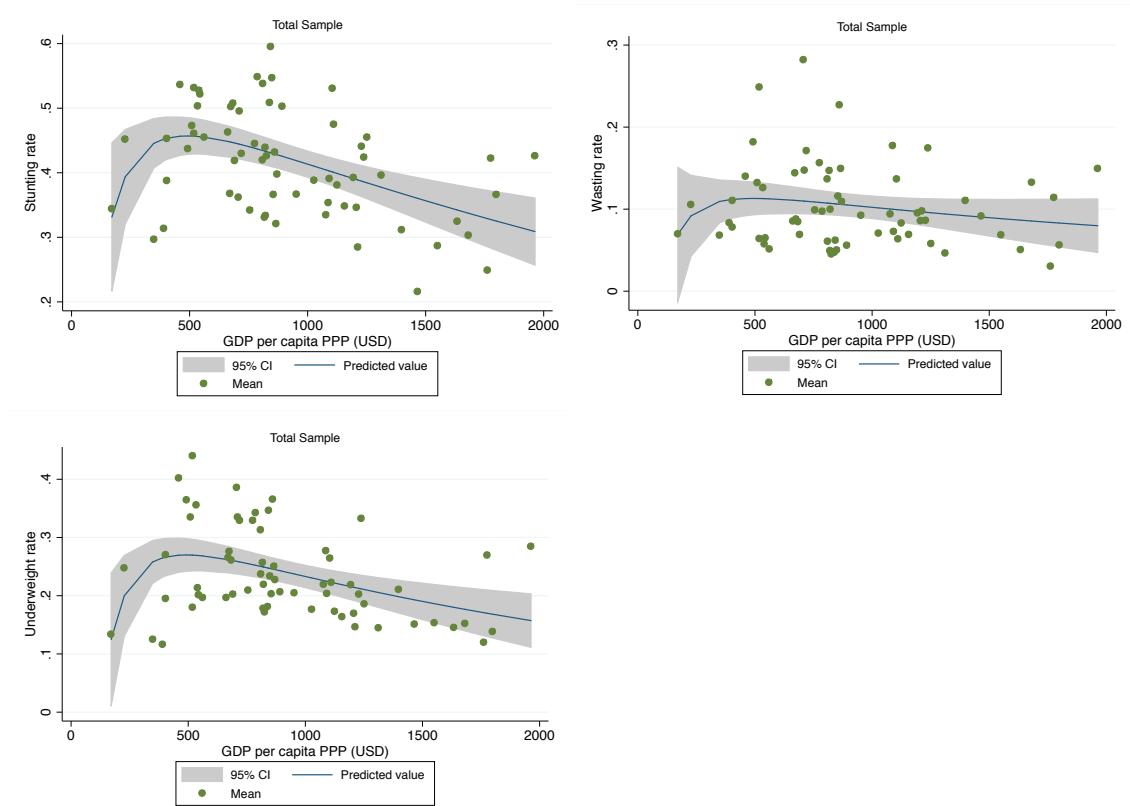 Total Sample
Stunting rate
.6
.5
.4
.3
.2
0 500 1000 1500 2000
GDP per capita PPP (USD)
95% CI Predicted value
Mean
Total Sample
Wasting rate
.3
.2
.1
0
0 500 1000 1500 2000
GDP per capita PPP (USD)
95% CI Predicted value
Mean
Total Sample
Underweight rate
.4
.3
.2
.1
0
0 500 1000 1500 2000
GDP per capita PPP (USD)
95% CI Predicted value
Mean